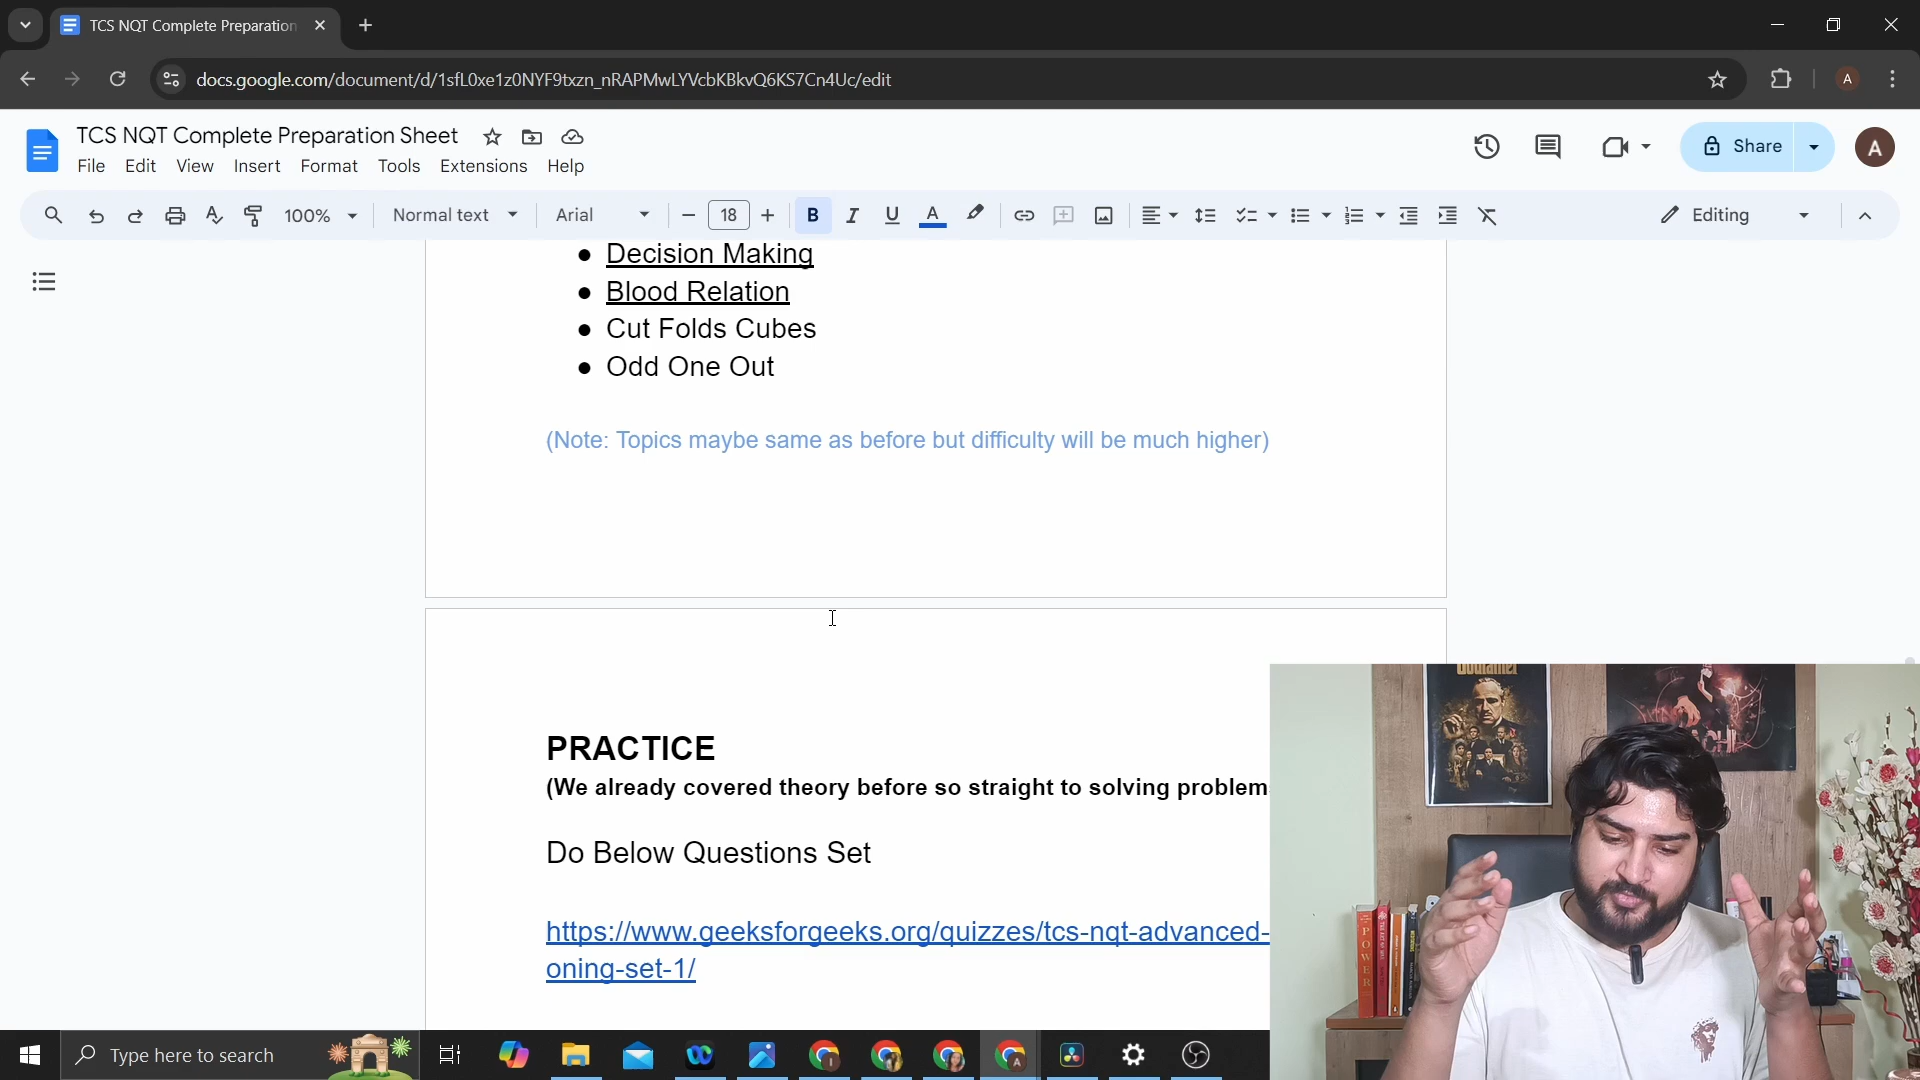 TCS NQT Complete Preparation
docs.google.com/document/d/1sfL0xe1z0NYF9txzn_nRAPMwLYVcbKBkvQ6KS7Cn4Uc/edit
A
TCS NQT Complete Preparation Sheet
File Edit View Insert Format Tools Extensions Help
Share
A
100% Normal text Arial 18 B I U A Editing
Decision Making
Blood Relation
Cut Folds Cubes
Odd One Out
(Note: Topics maybe same as before but difficulty will be much higher)
PRACTICE
(We already covered theory before so straight to solving problem
Do Below Questions Set
https://www.geeksforgeeks.org/quizzes/tcs-nqt-advanced-
oning-set-1/
POWER
Type here to search